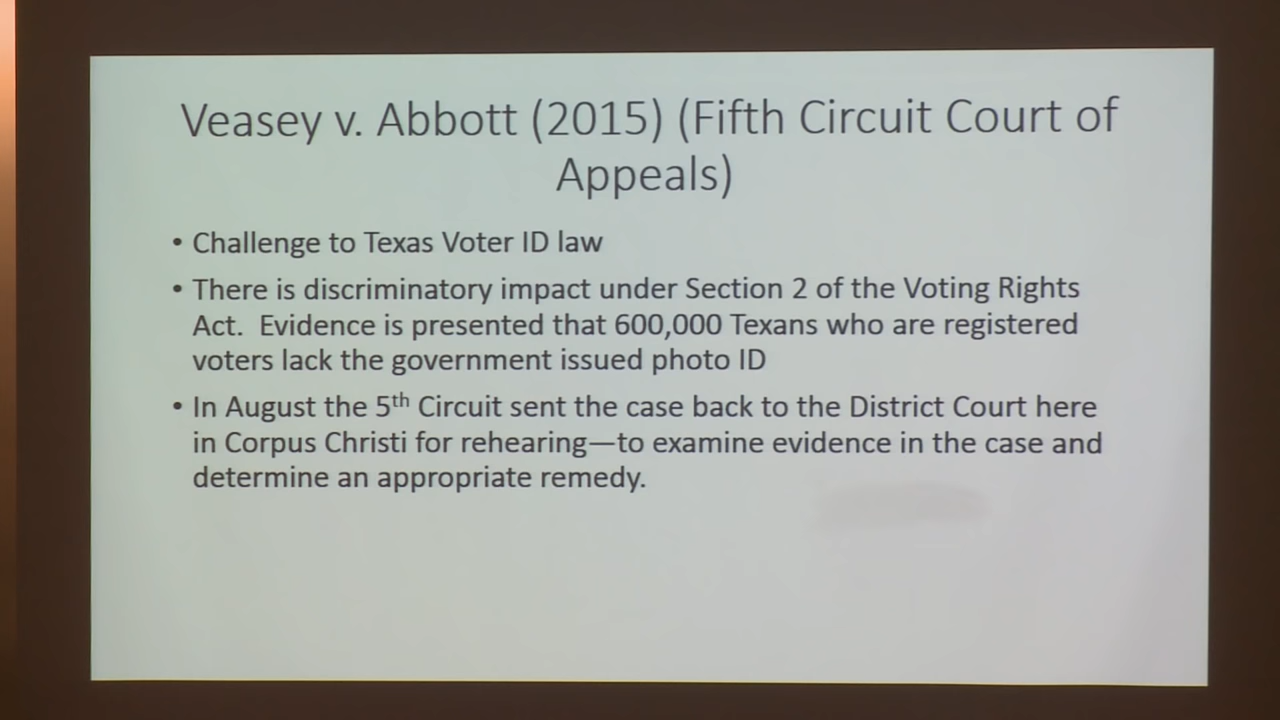 Veasey v. Abbott (2015) (Fifth Circuit Court of
Appeals)
• Challenge to Texas Voter ID law
• There is discriminatory impact under Section 2 of the Voting Rights
Act.  Evidence is presented that 600,000 Texans who are registered
voters lack the government issued photo ID
• In August the 5th Circuit sent the case back to the District Court here
in Corpus Christi for rehearing—to examine evidence in the case and
determine an appropriate remedy.